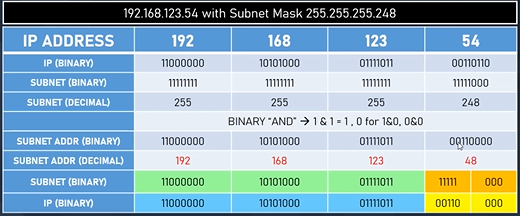 192.168.123.54 with Subnet Mask 255.255.255.248
IP ADDRESS 192 168 123 54
IP (BINARY) 11000000 10101000 01111011 00110110
SUBNET (BINARY) 11111111 11111111 11111111 11111000
SUBNET (DECIMAL) 255 255 255 248
BINARY “AND” → 1 & 1 = 1 , 0 for 1&0, 0&0
SUBNET ADDR (BINARY) 11000000 10101000 01111011 00110000
SUBNET ADDR (DECIMAL) 192 168 123 48
SUBNET (BINARY) 11000000 10101000 01111011 11111 000
IP (BINARY) 11000000 10101000 01111011 00110 000